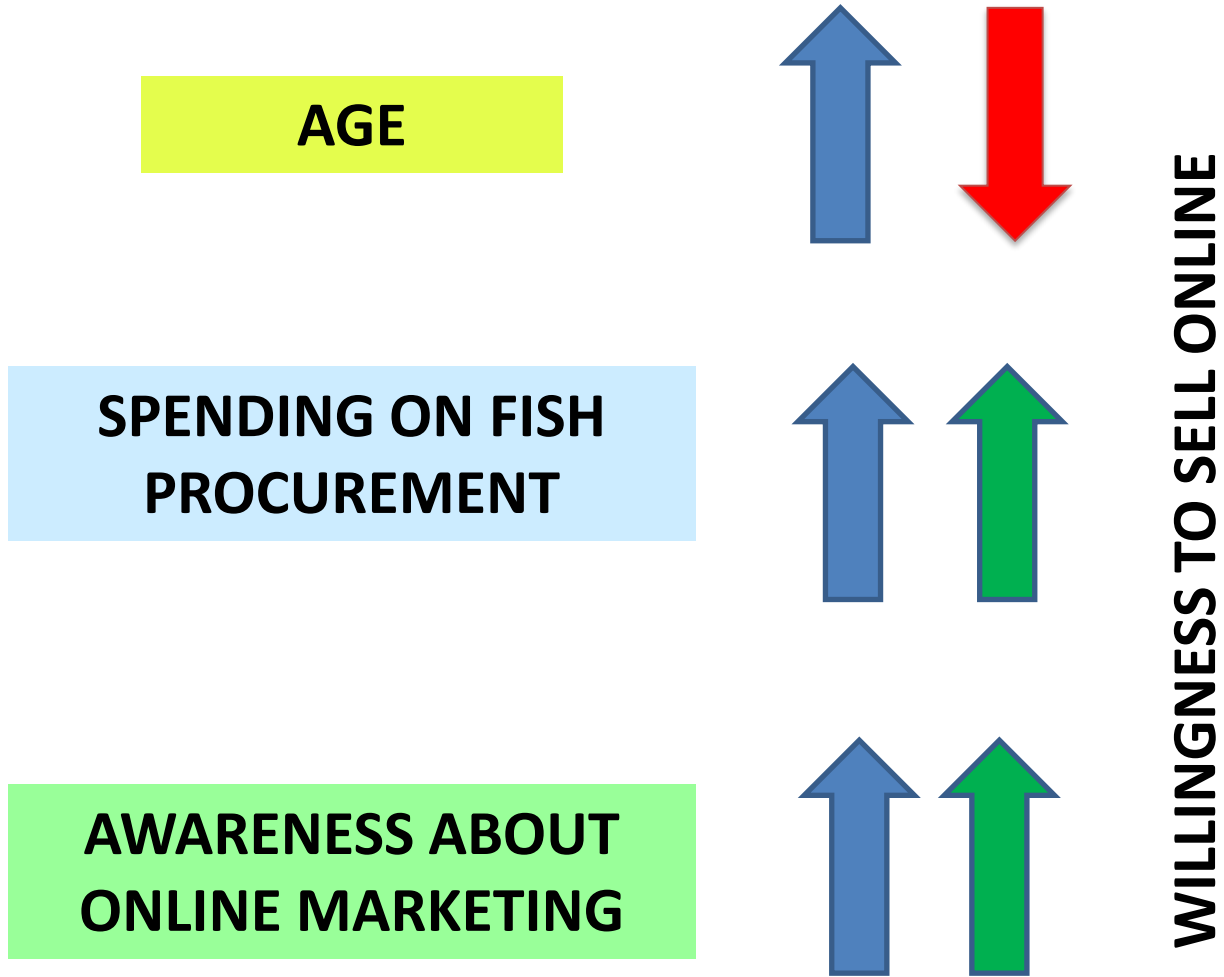 AGE
SPENDING ON FISH
PROCUREMENT
AWARENESS ABOUT
ONLINE MARKETING
WILLINGNESS TO SELL ONLINE